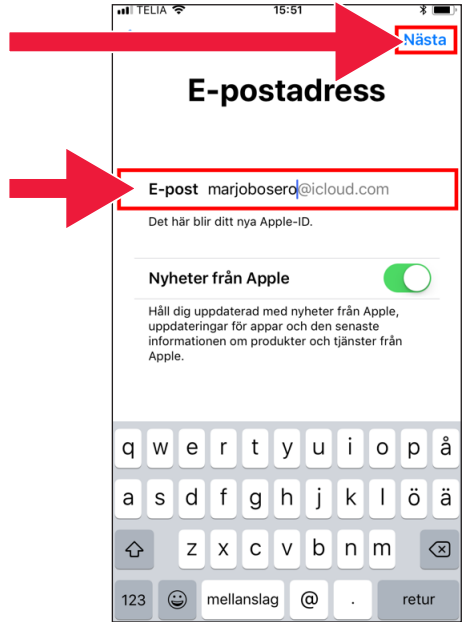 TELIA 15:51
Nästa
E-postadress
E-post marjobosero@icloud.com
Det här blir ditt nya Apple-ID.
Nyheter från Apple
Håll dig uppdaterad med nyheter från Apple,
uppdateringar för appar och den senaste
informationen om produkter och tjänster från
Apple.
q w e r t y u i o p å
a s d f g h j k l ö ä
z x c v b n m
123 mellanslag @ . retur